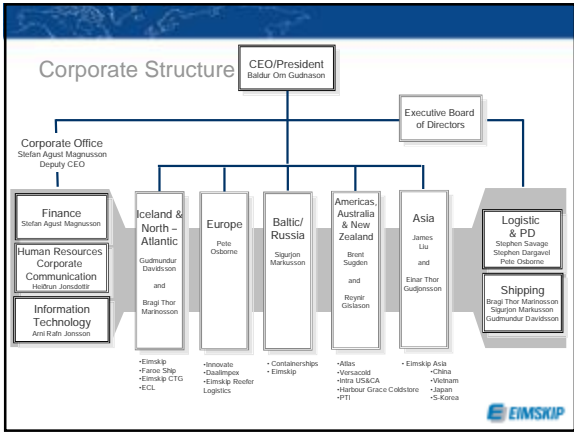 Corporate Structure
CEO/President
Baldur Orn Gudnason
Executive Board
of Directors
Corporate Office
Stefan Agust Magnusson
Deputy CEO
Finance
Stefan Agust Magnusson
Human Resources
Corporate
Communication
Heiðrun Jonsdottir
Information
Technology
Arni Rafn Jonsson
Iceland &
North –
Atlantic
Gudmundur
Davidsson
and
Bragi Thor
Marinosson
Europe
Pete
Osborne
Baltic/
Russia
Sigurjon
Markusson
Americas,
Australia
& New
Zealand
Brent
Sugden
and
Reynir
Gislason
Asia
James
Liu
and
Einar Thor
Gudjonsson
Logistic
& PD
Stephen Savage
Stephen Dargavel
Pete Osborne
Shipping
Bragi Thor Marinosson
Sigurjon Markusson
Gudmundur Davidsson
•Eimskip
•Faroe Ship
•Eimskip CTG
•ECL
•Innovate
•Daalimpex
•Eimskip Reefer
Logistics
• Containerships
• Eimskip
•Atlas
•Versacold
•Intra US&CA
•Harbour Grace Coldstore
•PTI
• Eimskip Asia
•China
•Vietnam
•Japan
•S-Korea
EIMSKIP